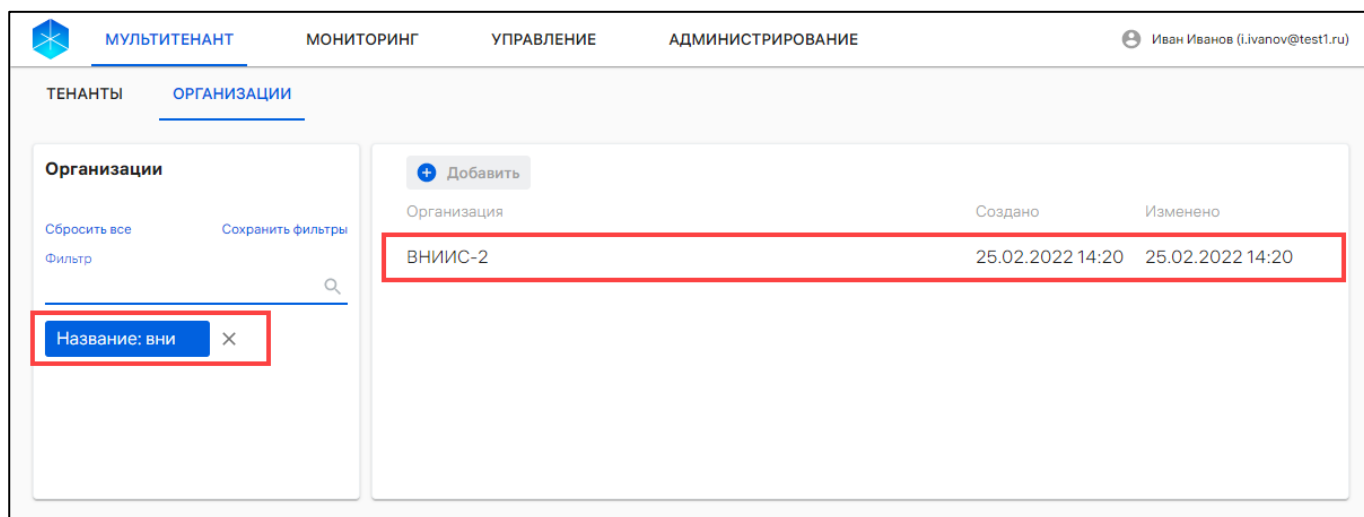 МУЛЬТИТЕНАНТ МОНИТОРИНГ УПРАВЛЕНИЕ АДМИНИСТРИРОВАНИЕ Иван Иванов (i.ivanov@test1.ru)
ТЕНАНТЫ ОРГАНИЗАЦИИ
Организации
Добавить
Организация Создано Изменено
Сбросить все Сохранить фильтры
ВНИИС-2 25.02.2022 14:20 25.02.2022 14:20
Фильтр
Название: вни